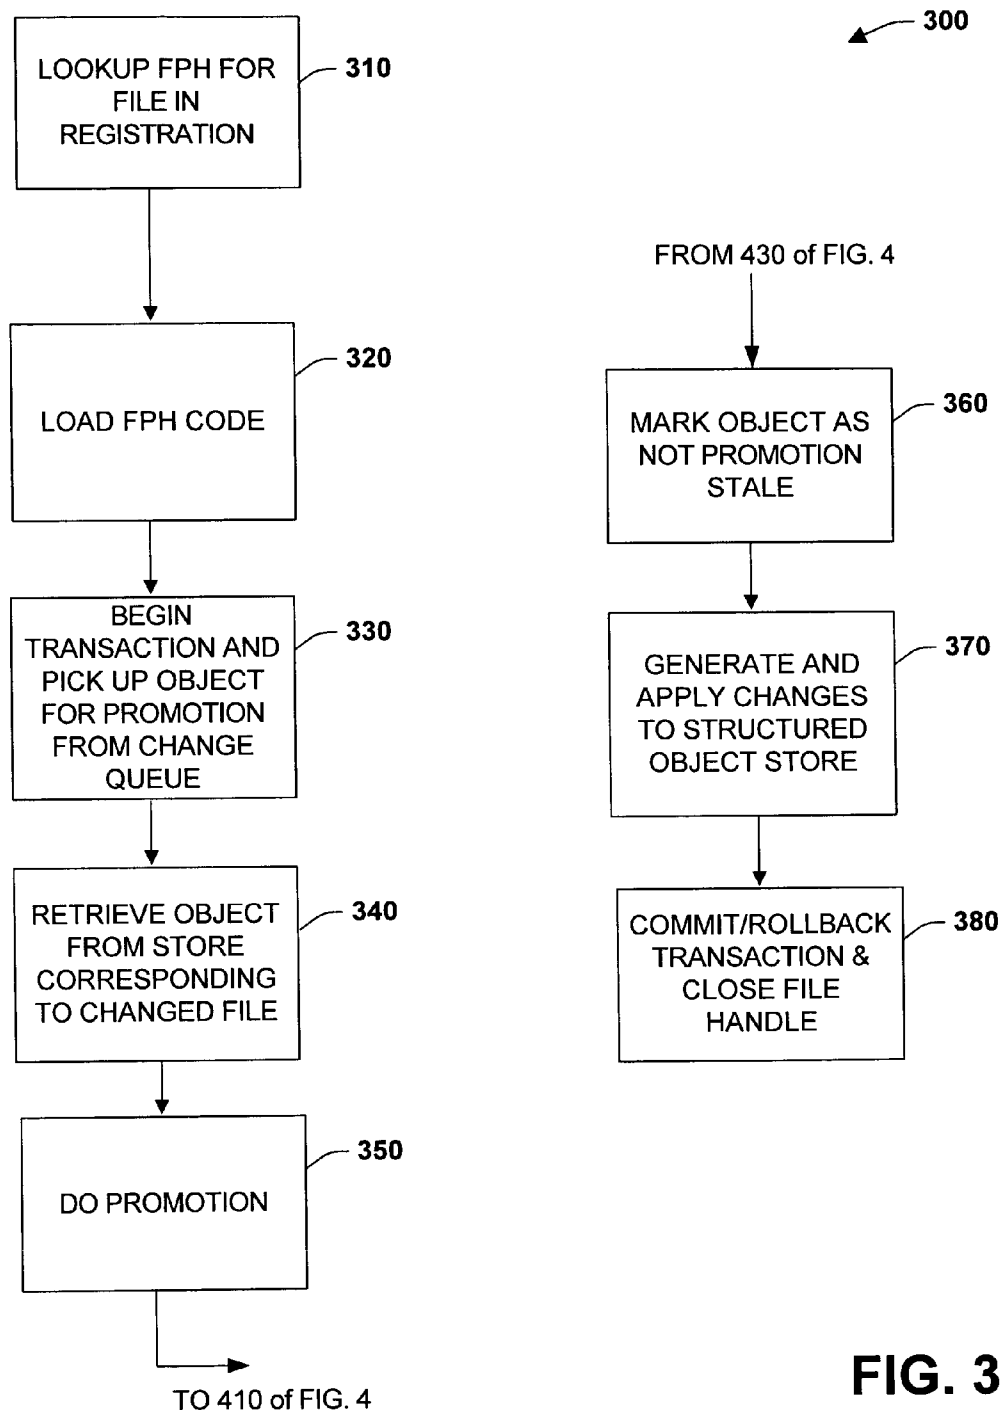 300
LOOKUP FPH FOR
FILE IN
REGISTRATION
310
LOAD FPH CODE
320
BEGIN
TRANSACTION AND
PICK UP OBJECT
FOR PROMOTION
FROM CHANGE
QUEUE
330
RETRIEVE OBJECT
FROM STORE
CORRESPONDING
TO CHANGED FILE
340
DO PROMOTION
350
TO 410 of FIG. 4
FROM 430 of FIG. 4
MARK OBJECT AS
NOT PROMOTION
STALE
360
GENERATE AND
APPLY CHANGES
TO STRUCTURED
OBJECT STORE
370
COMMIT/ROLLBACK
TRANSACTION &
CLOSE FILE
HANDLE
380
FIG. 3